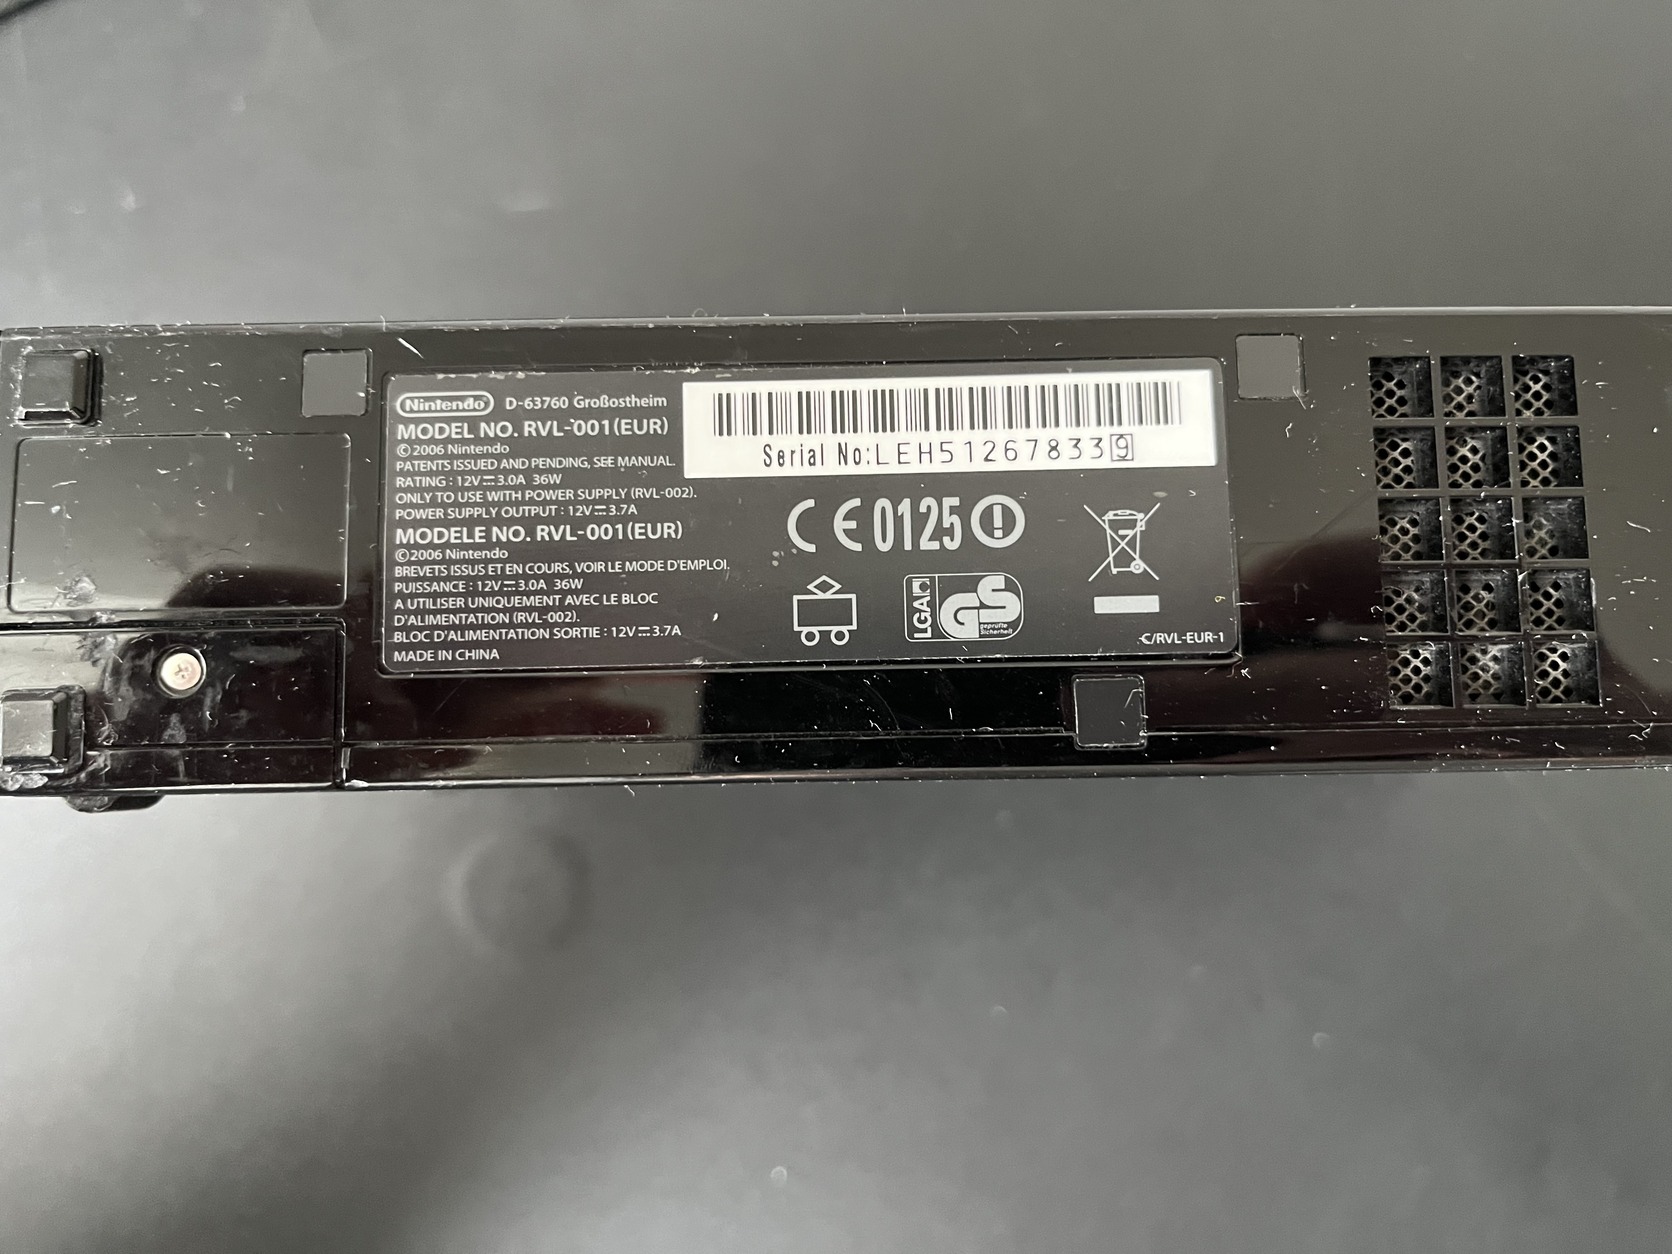 Nintendo D-63760 Großostheim
MODEL NO. RVL-001(EUR)
©2006 Nintendo
PATENTS ISSUED AND PENDING, SEE MANUAL.
RATING : 12V⎓3.0A 36W
ONLY TO USE WITH POWER SUPPLY (RVL-002).
POWER SUPPLY OUTPUT : 12V⎓3.7A
MODELE NO. RVL-001(EUR)
©2006 Nintendo
BREVETS ISSUS ET EN COURS, VOIR LE MODE D'EMPLOI.
PUISSANCE : 12V⎓3.0A 36W
A UTILISER UNIQUEMENT AVEC LE BLOC
D'ALIMENTATION (RVL-002).
BLOC D'ALIMENTATION SORTIE : 12V⎓3.7A
MADE IN CHINA
Serial No:LEH512678339
CE0125
LGA
GS
geprüfte
Sicherheit
C/RVL-EUR-1